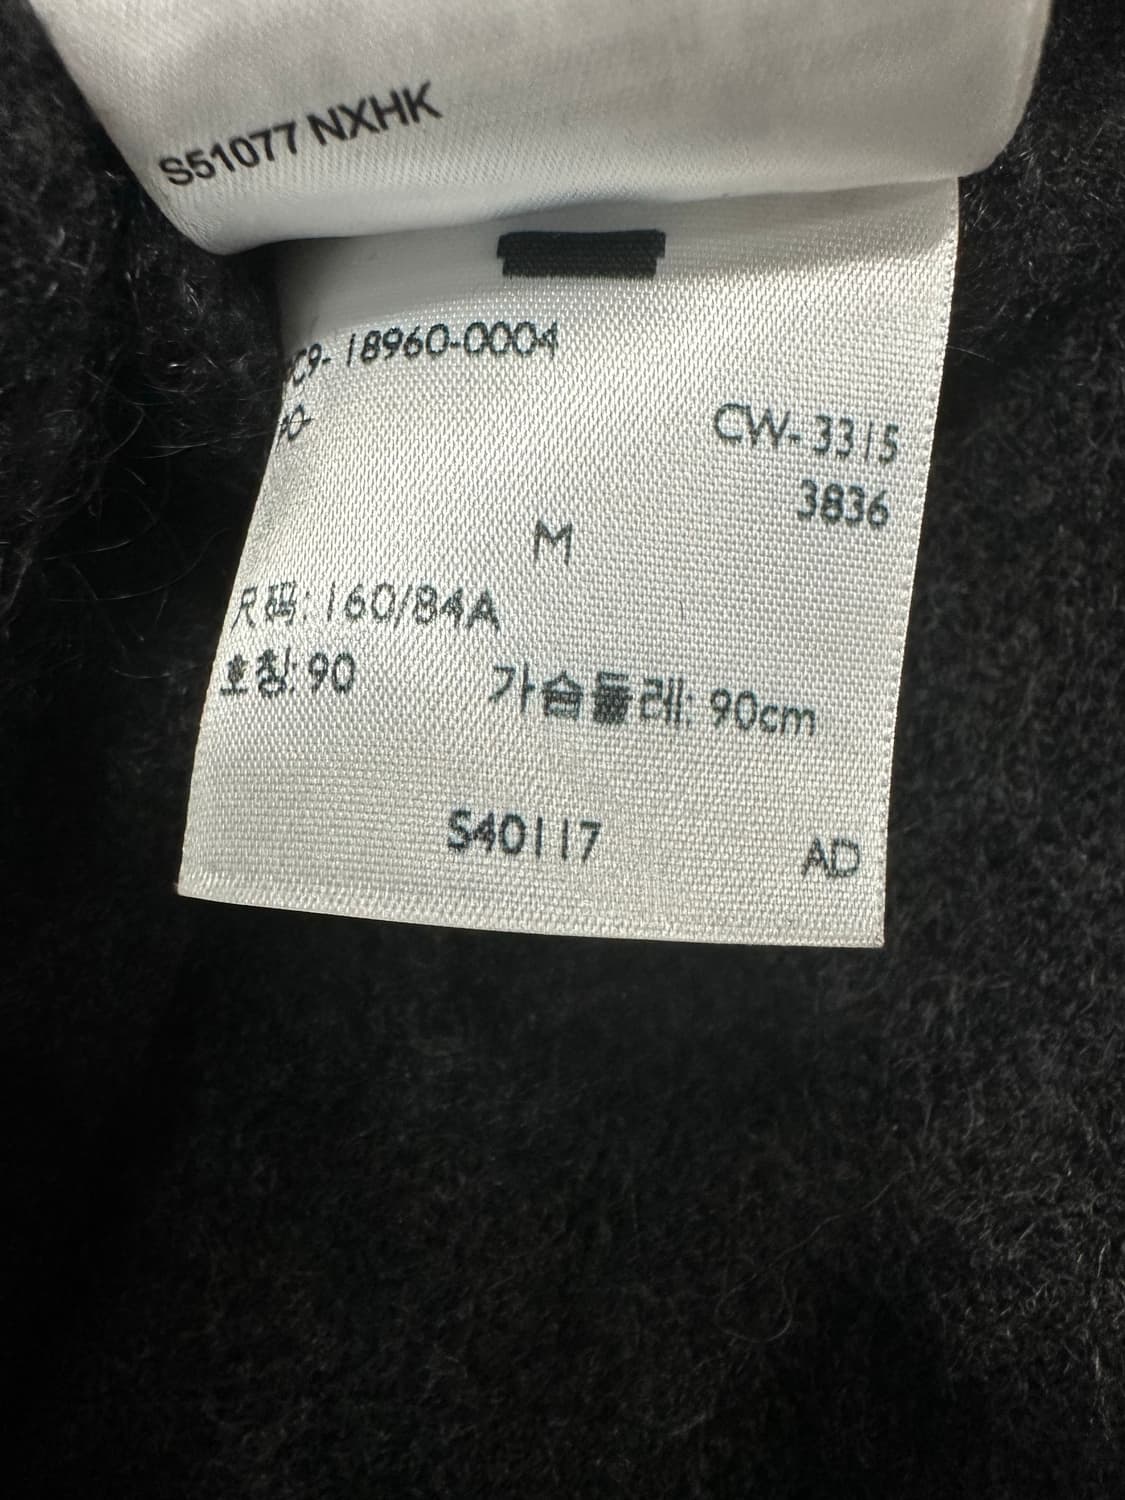 S51077 NXHK
C9-18960-0004
PO-
CW-3315
3836
M
尺码: 160/84A
호칭: 90 가슴둘레: 90cm
S40117 AD